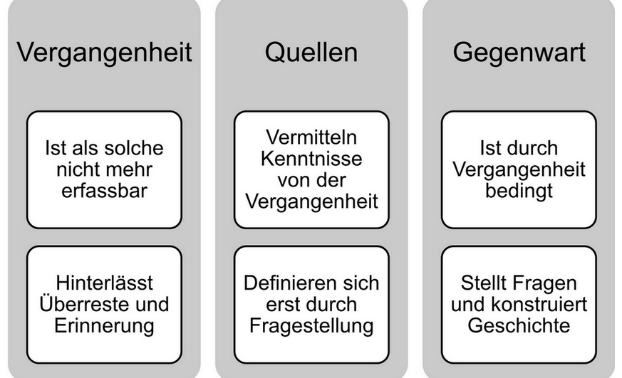 Vergangenheit
Ist als solche
nicht mehr
erfassbar
Hinterlässt
Überreste und
Erinnerung
Quellen
Vermitteln
Kenntnisse
von der
Vergangenheit
Definieren sich
erst durch
Fragestellung
Gegenwart
Ist durch
Vergangenheit
bedingt
Stellt Fragen
und konstruiert
Geschichte